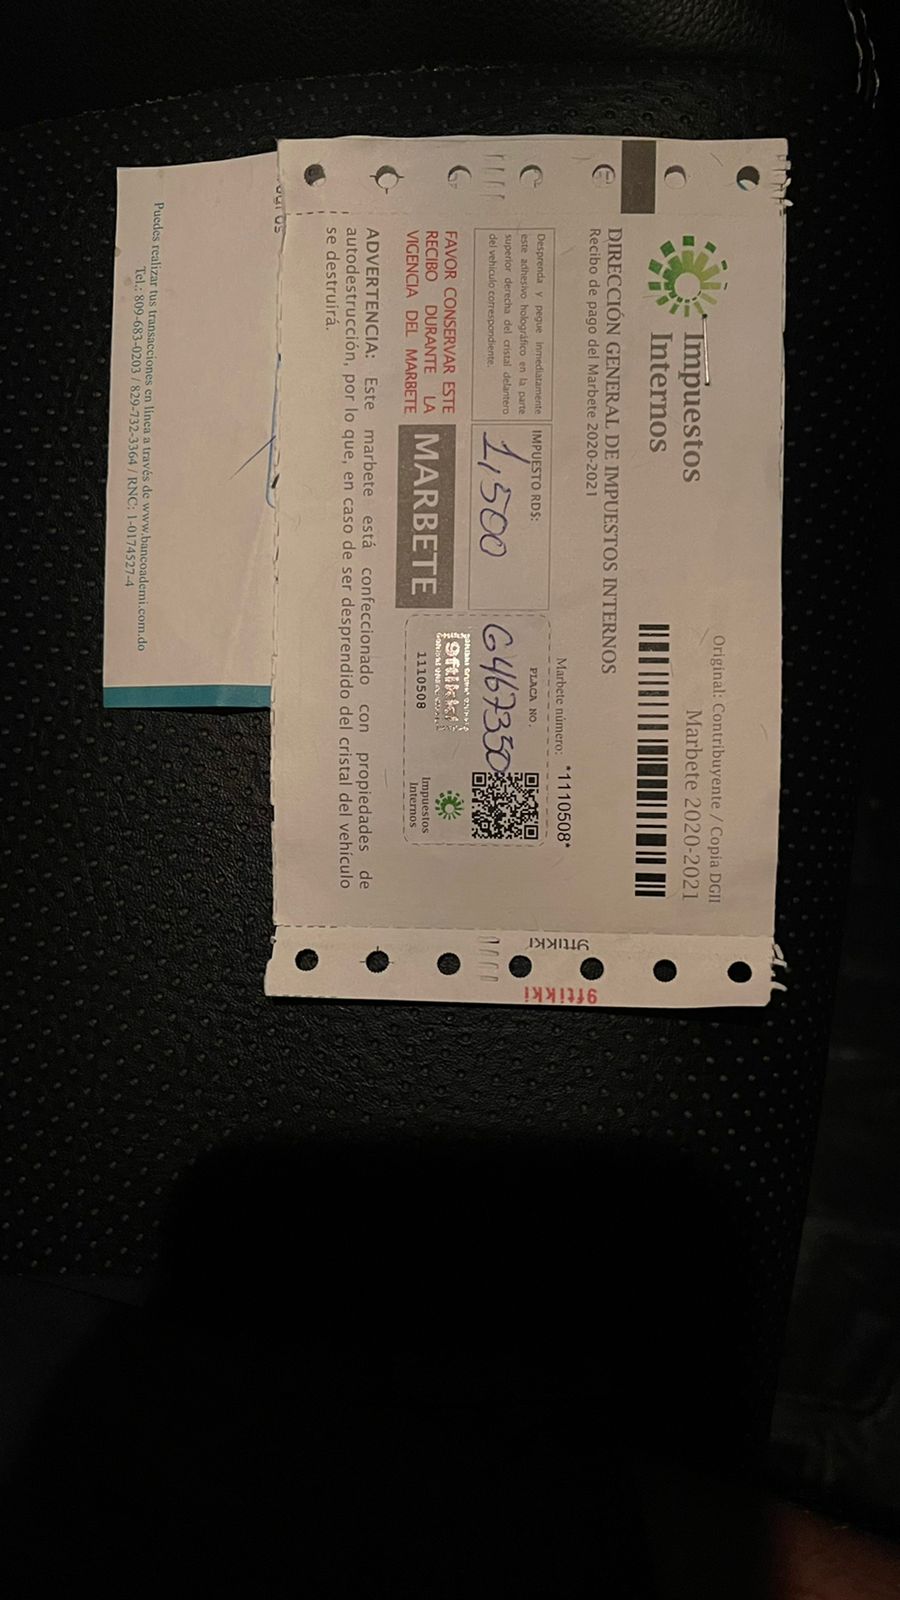 Impuestos
Internos
Original: Contribuyente / Copia DGII
Marbete 2020-2021
DIRECCIÓN GENERAL DE IMPUESTOS INTERNOS
Recibo de pago del Marbete 2020-2021
Marbete número: *1110508*
Desprenda y pegue inmediatamente
este adhesivo holográfico en la parte
superior derecha del cristal delantero
del vehículo correspondiente.
IMPUESTO RD$:
1,500
PLACA NO.
G467350
FAVOR CONSERVAR ESTE
RECIBO DURANTE LA
VIGENCIA DEL MARBETE
MARBETE
9ftikki
1110508
Impuestos
Internos
ADVERTENCIA: Este marbete está confeccionado con propiedades de
autodestrucción, por lo que, en caso de ser desprendido del cristal del vehículo
se destruirá.
9ftikki
9ftikki
Puedes realizar tus transacciones en línea a través de www.bancoademi.com.do
Tel.: 809-683-0203 / 829-732-3364 / RNC: 1-0174527-4